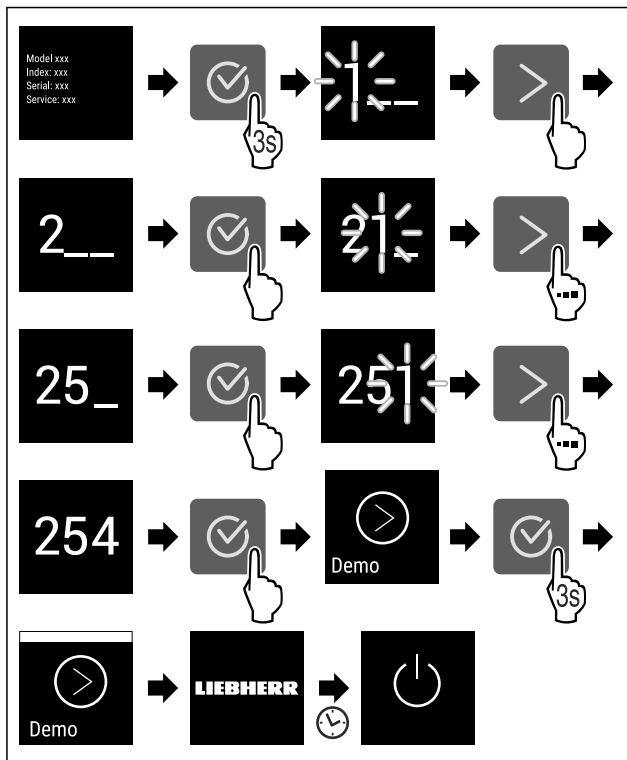 Model xxx
Index: xxx
Serial: xxx
Service: xxx
3s
1__
2__
21_
25_
251
254
Demo
3s
Demo
LIEBHERR